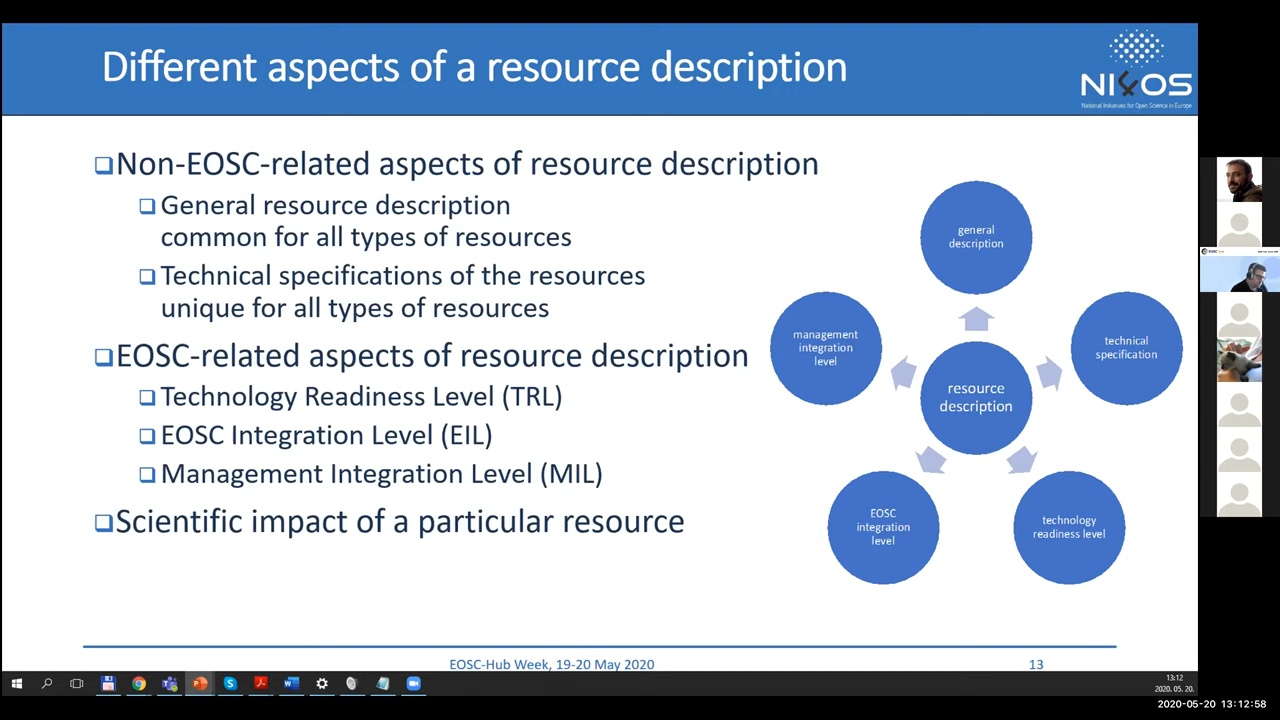 Different aspects of a resource description
NI4OS
National Initiatives for Open Science in Europe
Non-EOSC-related aspects of resource description
General resource description
common for all types of resources
Technical specifications of the resources
unique for all types of resources
EOSC-related aspects of resource description
Technology Readiness Level (TRL)
EOSC Integration Level (EIL)
Management Integration Level (MIL)
Scientific impact of a particular resource
general
description
management
integration
level
technical
specification
resource
description
EOSC
integration
level
technology
readiness level
EOSC-Hub Week, 19-20 May 2020
13
13:12
2020. 05. 20.
2020-05-20 13:12:58